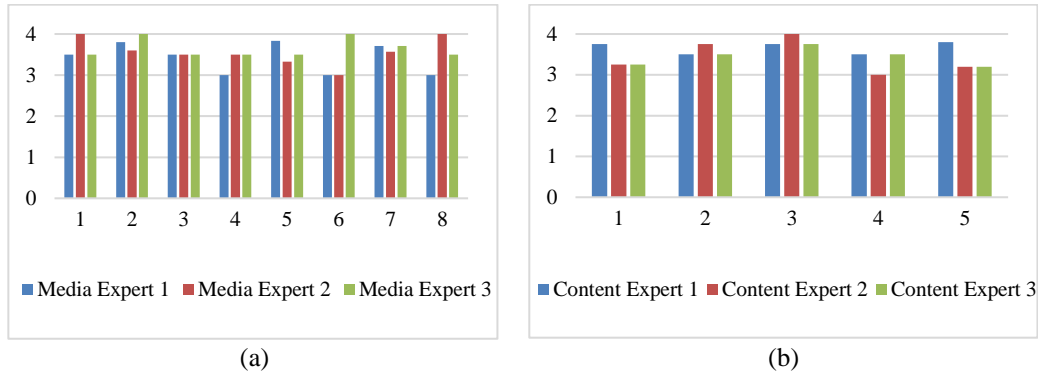 4
3
2
1
0
1 2 3 4 5 6 7 8
Media Expert 1 Media Expert 2 Media Expert 3
(a)
4
3
2
1
0
1 2 3 4 5
Content Expert 1 Content Expert 2 Content Expert 3
(b)